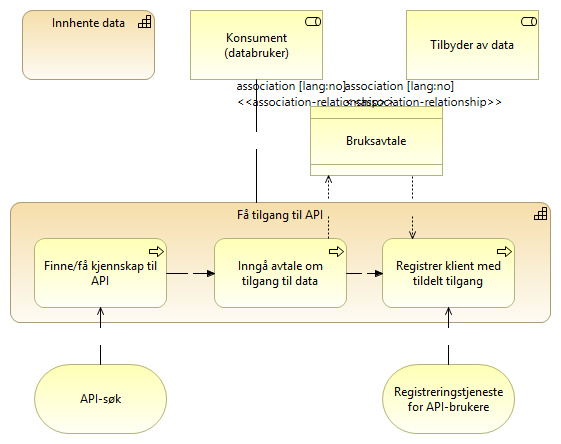 Innhente data
Konsument
(databruker)
Tilbyder av data
association [lang:no]
association [lang:no]
<<association-relationship>>
<<association-relationship>>
Bruksavtale
Få tilgang til API
Finne/få kjennskap til
API
Inngå avtale om
tilgang til data
Registrer klient med
tildelt tilgang
API-søk
Registreringstjeneste
for API-brukere